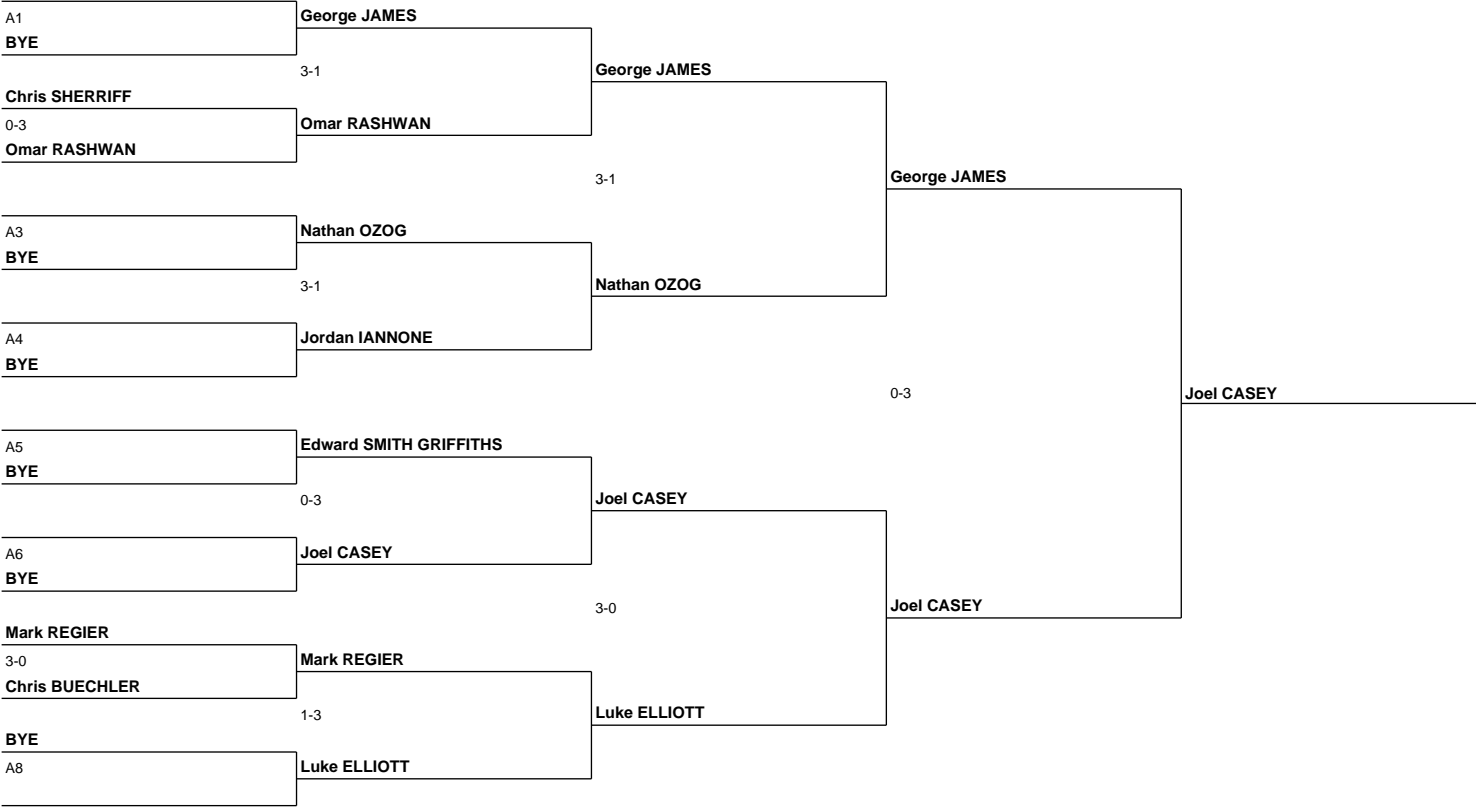 A1
BYE
Chris SHERRIFF
0-3
Omar RASHWAN
A3
BYE
A4
BYE
A5
BYE
A6
BYE
Mark REGIER
3-0
Chris BUECHLER
BYE
A8
George JAMES
3-1
Omar RASHWAN
Nathan OZOG
3-1
Jordan IANNONE
Edward SMITH GRIFFITHS
0-3
Joel CASEY
Mark REGIER
1-3
Luke ELLIOTT
George JAMES
3-1
Nathan OZOG
Joel CASEY
3-0
Luke ELLIOTT
George JAMES
0-3
Joel CASEY
Joel CASEY